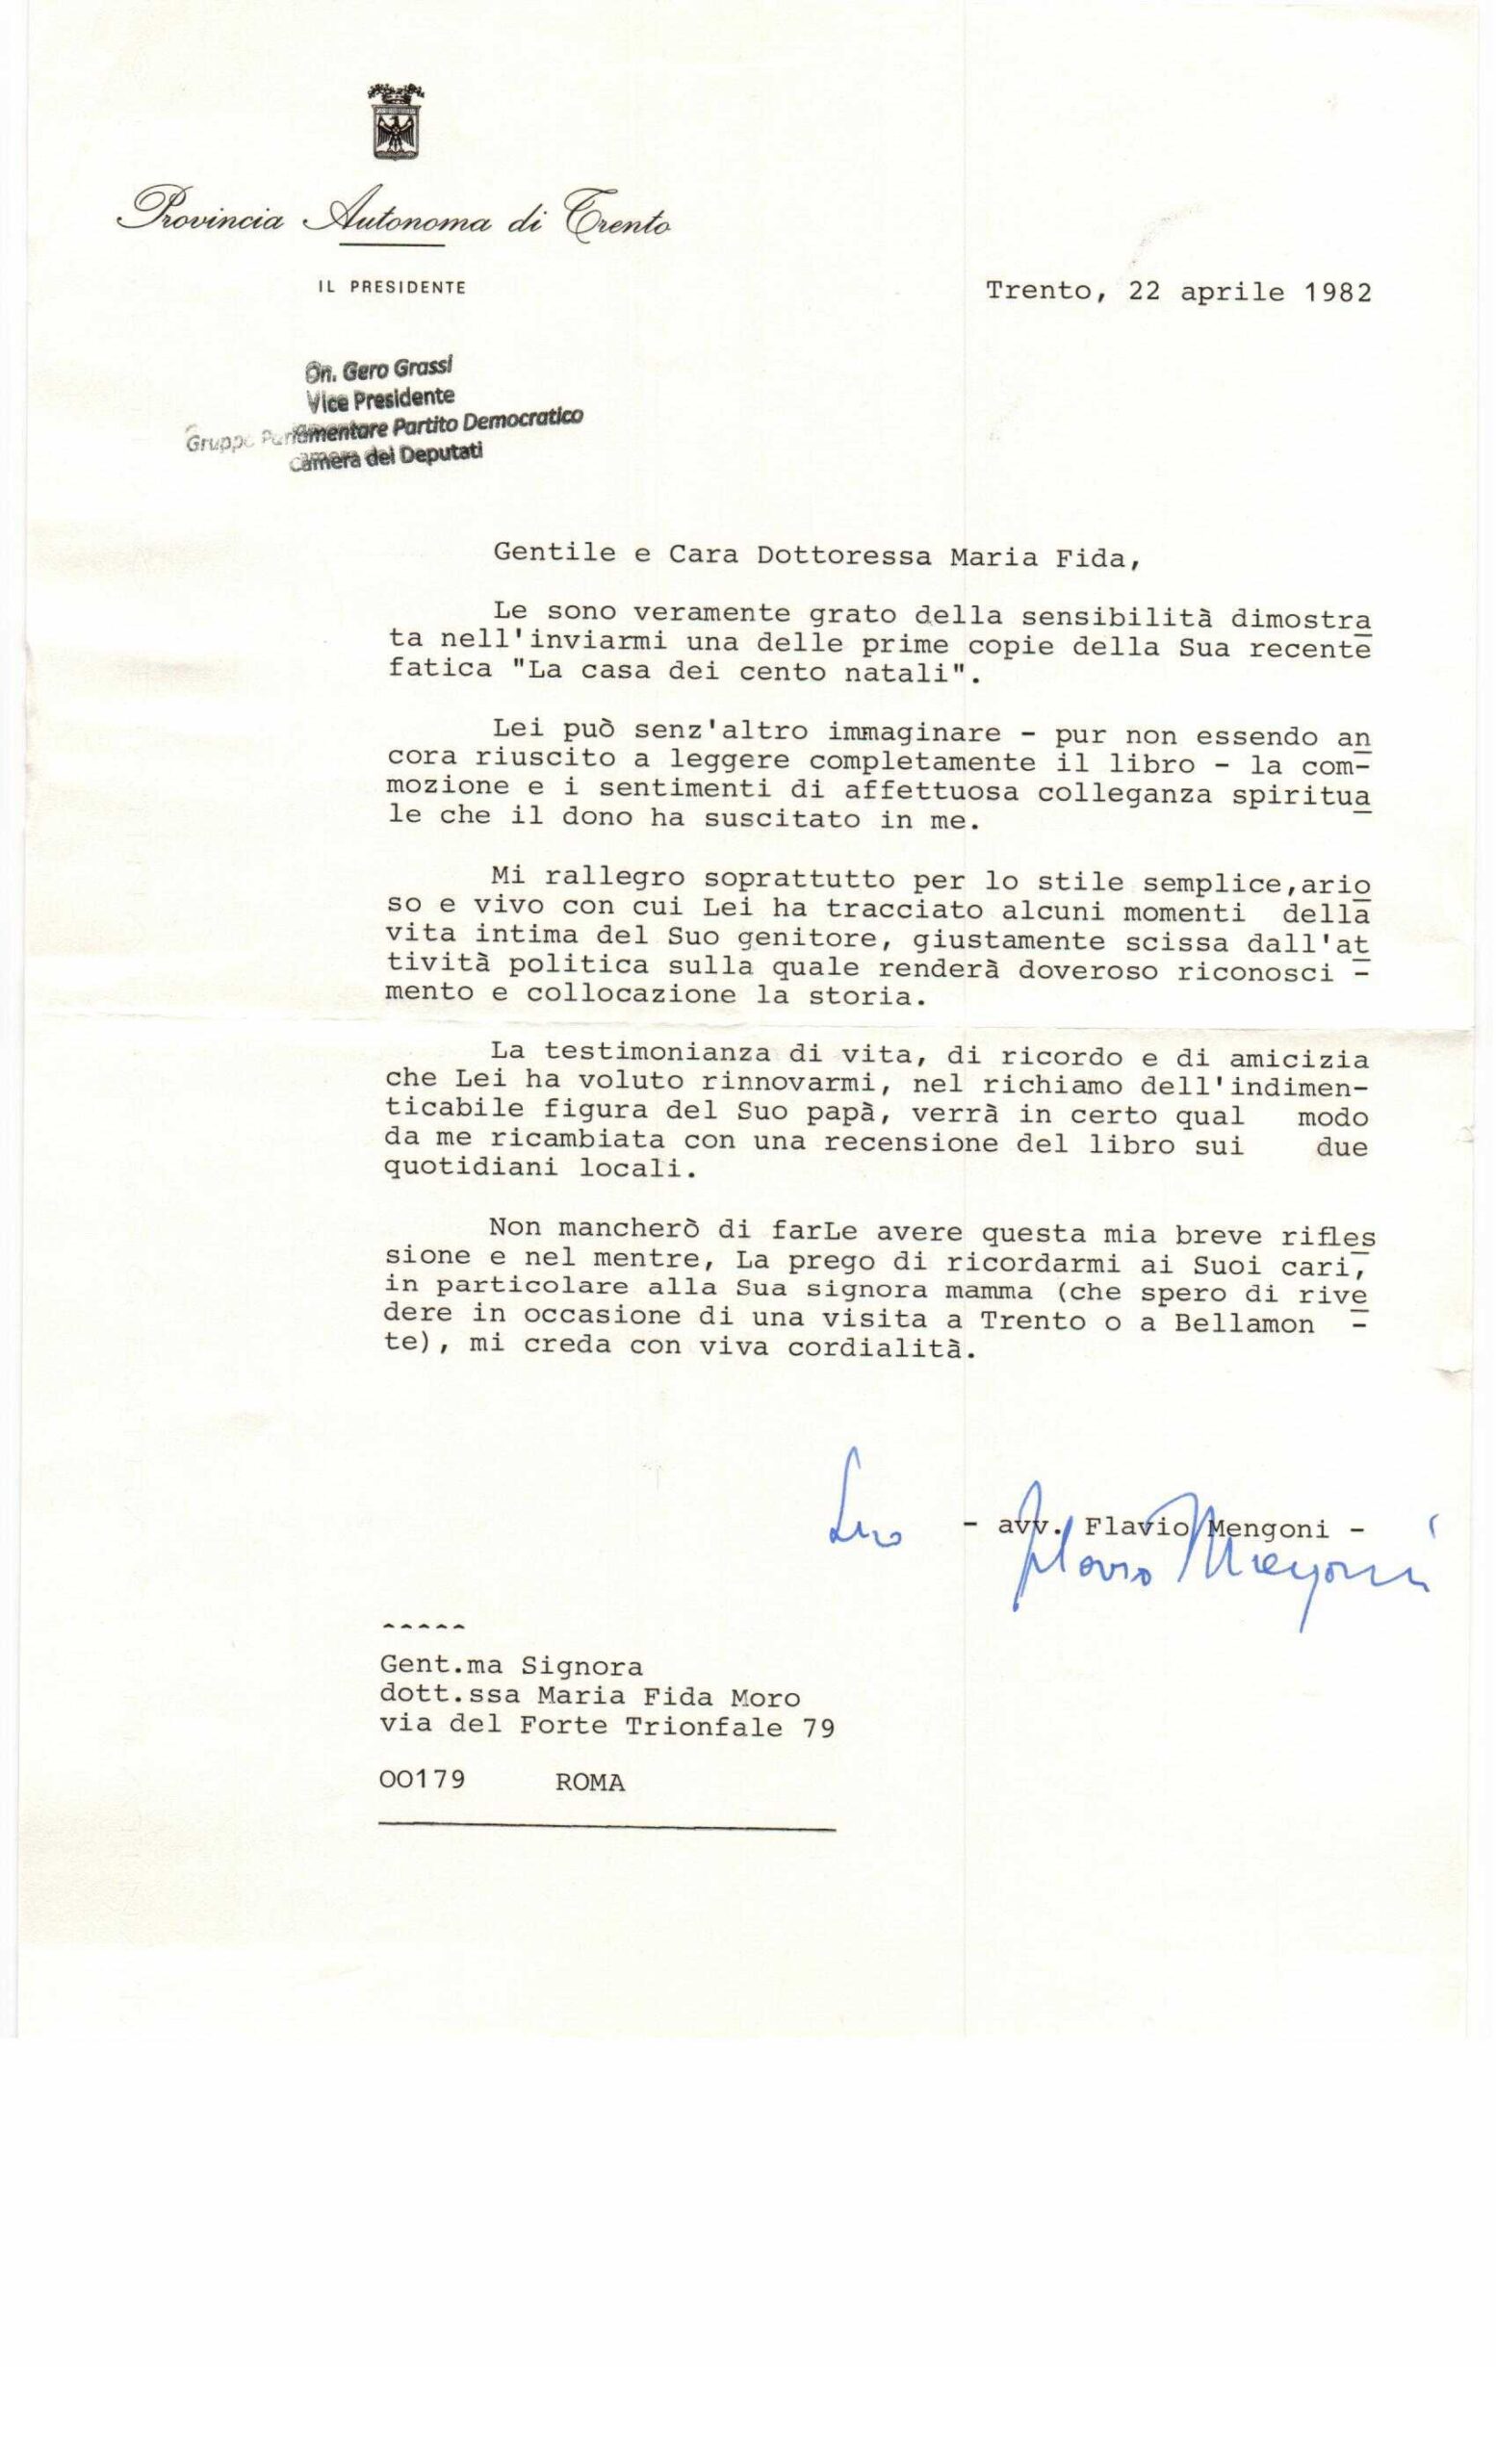 Provincia Autonoma di Trento
IL PRESIDENTE
Trento, 22 aprile 1982
On. Gero Grassi
Vice Presidente
Gruppo Parlamentare Partito Democratico
Camera dei Deputati
Gentile e Cara Dottoressa Maria Fida,
Le sono veramente grato della sensibilità dimostra
ta nell'inviarmi una delle prime copie della Sua recente
fatica "La casa dei cento natali".
Lei può senz'altro immaginare - pur non essendo an
cora riuscito a leggere completamente il libro - la com-
mozione e i sentimenti di affettuosa colleganza spiritua
le che il dono ha suscitato in me.
Mi rallegro soprattutto per lo stile semplice,ario
so e vivo con cui Lei ha tracciato alcuni momenti della
vita intima del Suo genitore, giustamente scissa dall'at
tività politica sulla quale renderà doveroso riconosci -
mento e collocazione la storia.
La testimonianza di vita, di ricordo e di amicizia
che Lei ha voluto rinnovarmi, nel richiamo dell'indimen-
ticabile figura del Suo papà, verrà in certo qual modo
da me ricambiata con una recensione del libro sui due
quotidiani locali.
Non mancherò di farLe avere questa mia breve rifles
sione e nel mentre, La prego di ricordarmi ai Suoi cari,
in particolare alla Sua signora mamma (che spero di rive
dere in occasione di una visita a Trento o a Bellamon -
te), mi creda con viva cordialità.
Suo - avv. Flavio Mengoni -
Flavio Mengoni
Gent.ma Signora
dott.ssa Maria Fida Moro
via del Forte Trionfale 79
00179 ROMA